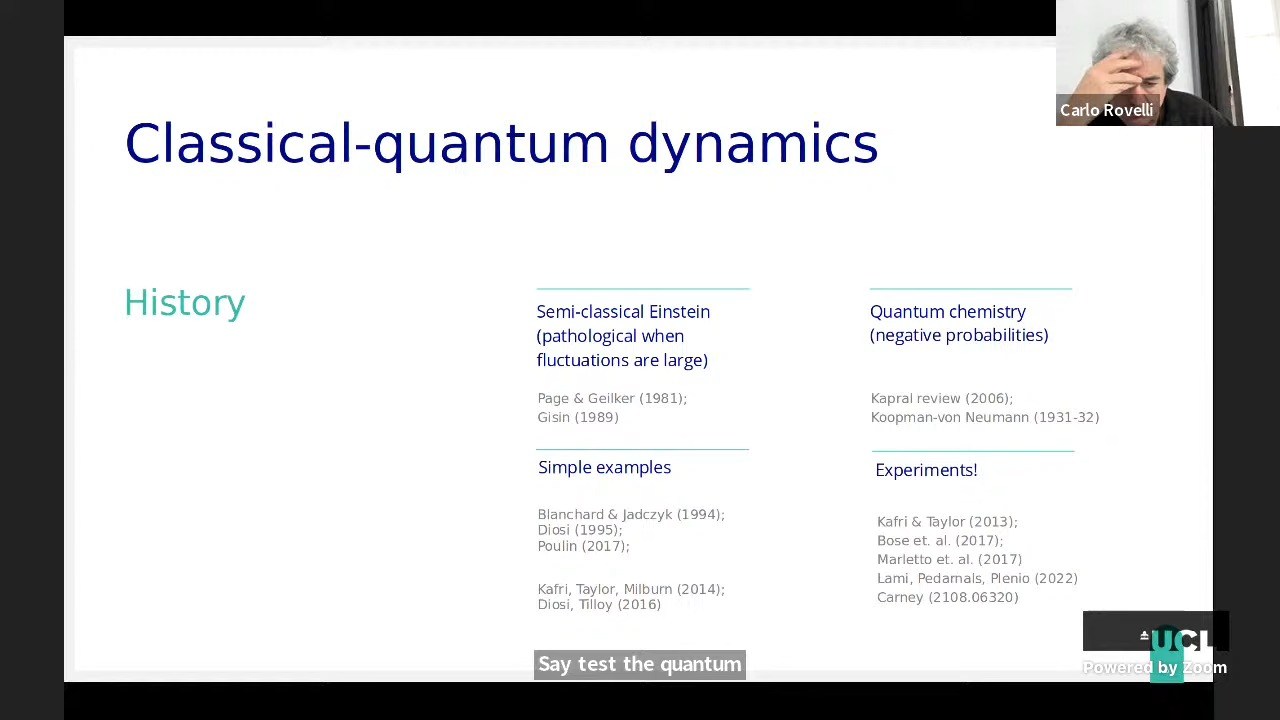 Classical-quantum dynamics
Carlo Rovelli
History
Semi-classical Einstein
(pathological when
fluctuations are large)
Page & Geilker (1981);
Gisin (1989)
Quantum chemistry
(negative probabilities)
Kapral review (2006);
Koopman-von Neumann (1931-32)
Simple examples
Blanchard & Jadczyk (1994);
Diosi (1995);
Poulin (2017);
Kafri, Taylor, Milburn (2014);
Diosi, Tilloy (2016)
Experiments!
Kafri & Taylor (2013);
Bose et. al. (2017);
Marletto et. al. (2017)
Lami, Pedarnals, Plenio (2022)
Carney (2108.06320)
UCL
Say test the quantum
Powered by Zoom